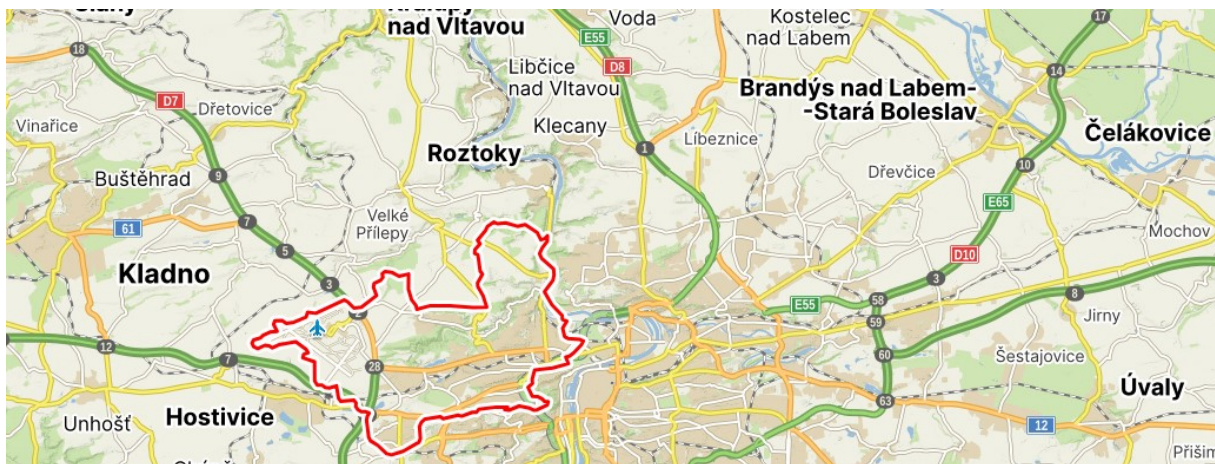 nad Vltavou
Voda
Kostelec
nad Labem
17
18
E55
D8
14
Libčice
nad Vltavou
Brandýs nad Labem-
-Stará Boleslav
D7
Dřetovice
Vinařice
Klecany
Líbeznice
Čelákovice
1
Roztoky
10
Dřevčice
9
Buštěhrad
E65
Velké
Přílepy
61
7
5
Mochov
D10
Kladno
3
3
E55
58
8
2
59
Jirny
12
7
28
60
Šestajovice
Úvaly
Hostivice
63
Unhošť
12